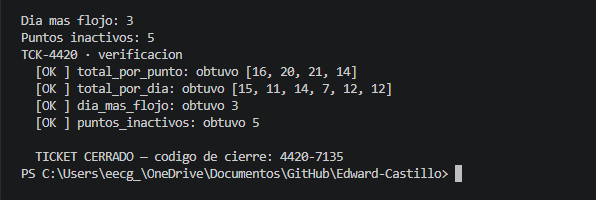 Dia mas flojo: 3
Puntos inactivos: 5
TCK-4420 · verificacion
[OK ] total_por_punto: obtuvo [16, 20, 21, 14]
[OK ] total_por_dia: obtuvo [15, 11, 14, 7, 12, 12]
[OK ] dia_mas_flojo: obtuvo 3
[OK ] puntos_inactivos: obtuvo 5
TICKET CERRADO — codigo de cierre: 4420-7135
PS C:\Users\eecg_\OneDrive\Documentos\GitHub\Edward-Castillo>